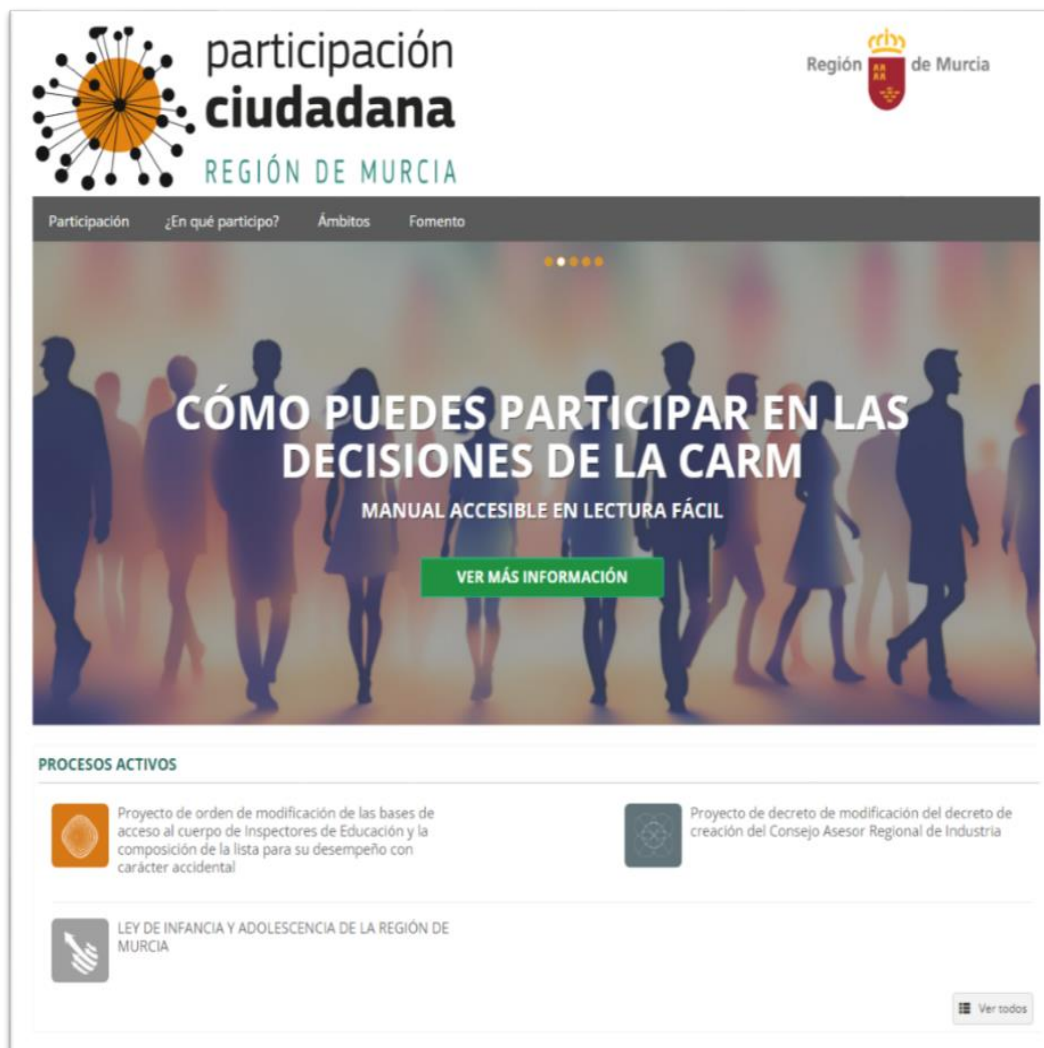 participación
ciudadana
REGIÓN DE MURCIA
Región de Murcia
Participación ¿En qué participo? Ámbitos Fomento
CÓMO PUEDES PARTICIPAR EN LAS
DECISIONES DE LA CARM
MANUAL ACCESIBLE EN LECTURA FÁCIL
VER MÁS INFORMACIÓN
PROCESOS ACTIVOS
Proyecto de orden de modificación de las bases de
acceso al cuerpo de Inspectores de Educación y la
composición de la lista para su desempeño con
carácter accidental
Proyecto de decreto de modificación del decreto de
creación del Consejo Asesor Regional de Industria
LEY DE INFANCIA Y ADOLESCENCIA DE LA REGIÓN DE
MURCIA
Ver todos